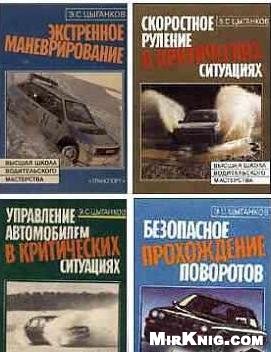 Э.С.ЦЫГАНКОВ
ЭКСТРЕННОЕ
МАНЕВРИРОВАНИЕ
ВЫСШАЯ ШКОЛА
ВОДИТЕЛЬСКОГО
МАСТЕРСТВА
«ТРАНСПОРТ»
СКОРОСТНОЕ
РУЛЕНИЕ
Э.С.ЦЫГАНКОВ
В КРИТИЧЕСКИХ
СИТУАЦИЯХ
ВЫСШАЯ ШКОЛА
ВОДИТЕЛЬСКОГО
МАСТЕРСТВА
УПРАВЛЕНИЕ
Э.С.ЦЫГАНКОВ
АВТОМОБИЛЕМ
В КРИТИЧЕСКИХ
СИТУАЦИЯХ
Э.С.ЦЫГАНКОВ
БЕЗОПАСНОЕ
ПРОХОЖДЕНИЕ
ПОВОРОТОВ
MirKnig.com